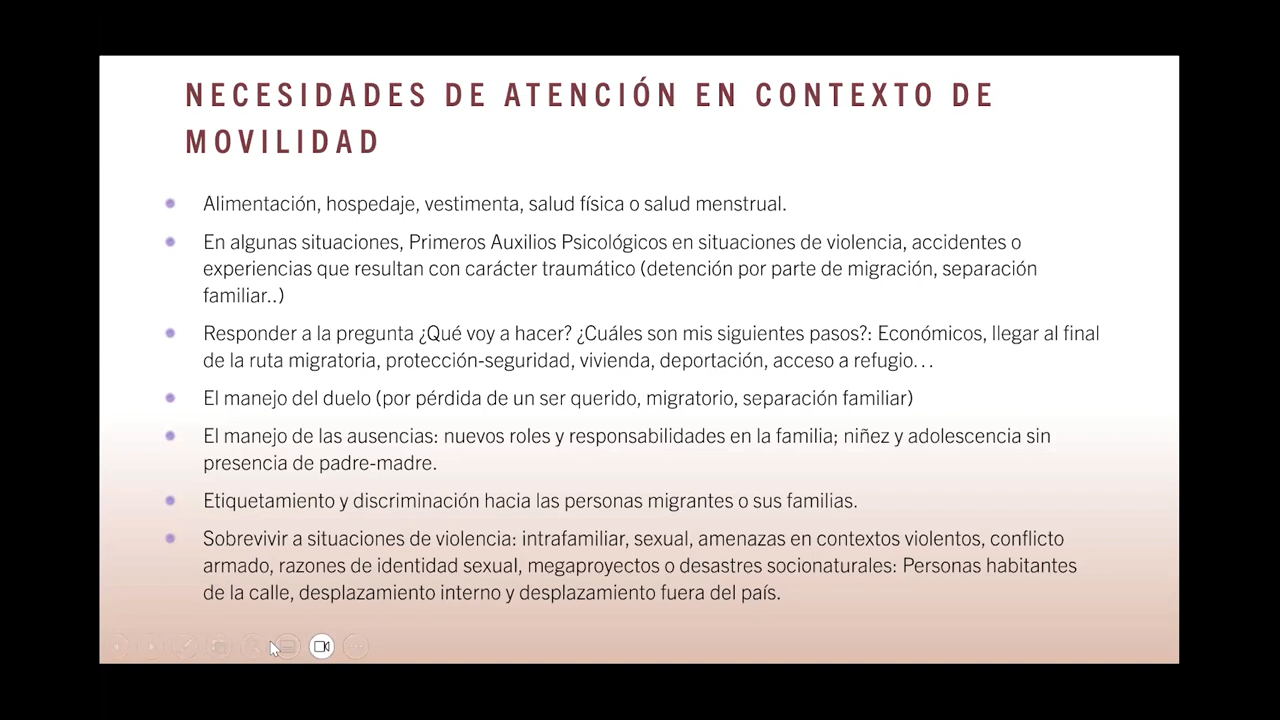 NECESIDADES DE ATENCIÓN EN CONTEXTO DE
MOVILIDAD
Alimentación, hospedaje, vestimenta, salud física o salud menstrual.
En algunas situaciones, Primeros Auxilios Psicológicos en situaciones de violencia, accidentes o
experiencias que resultan con carácter traumático (detención por parte de migración, separación
familiar..)
Responder a la pregunta ¿Qué voy a hacer? ¿Cuáles son mis siguientes pasos?: Económicos, llegar al final
de la ruta migratoria, protección-seguridad, vivienda, deportación, acceso a refugio…
El manejo del duelo (por pérdida de un ser querido, migratorio, separación familiar)
El manejo de las ausencias: nuevos roles y responsabilidades en la familia; niñez y adolescencia sin
presencia de padre-madre.
Etiquetamiento y discriminación hacia las personas migrantes o sus familias.
Sobrevivir a situaciones de violencia: intrafamiliar, sexual, amenazas en contextos violentos, conflicto
armado, razones de identidad sexual, megaproyectos o desastres socionaturales: Personas habitantes
de la calle, desplazamiento interno y desplazamiento fuera del país.